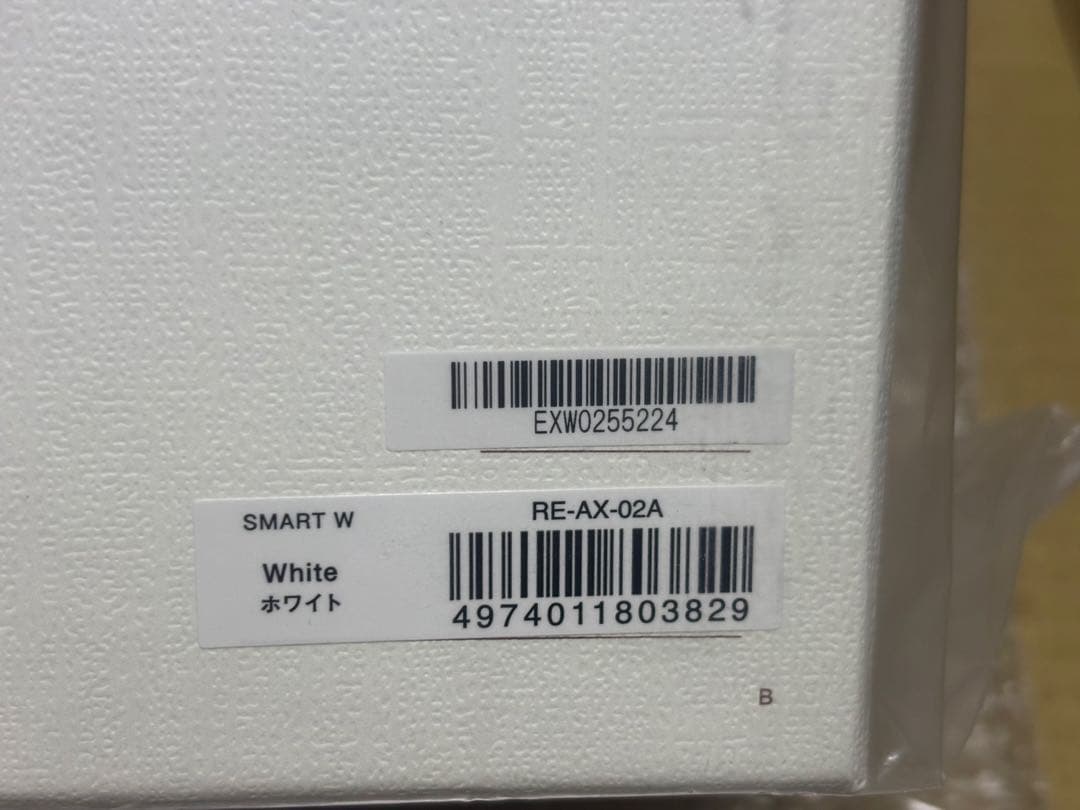 EXW0255224
SMART W
RE-AX-02A
White
ホワイト
4974011803829
B